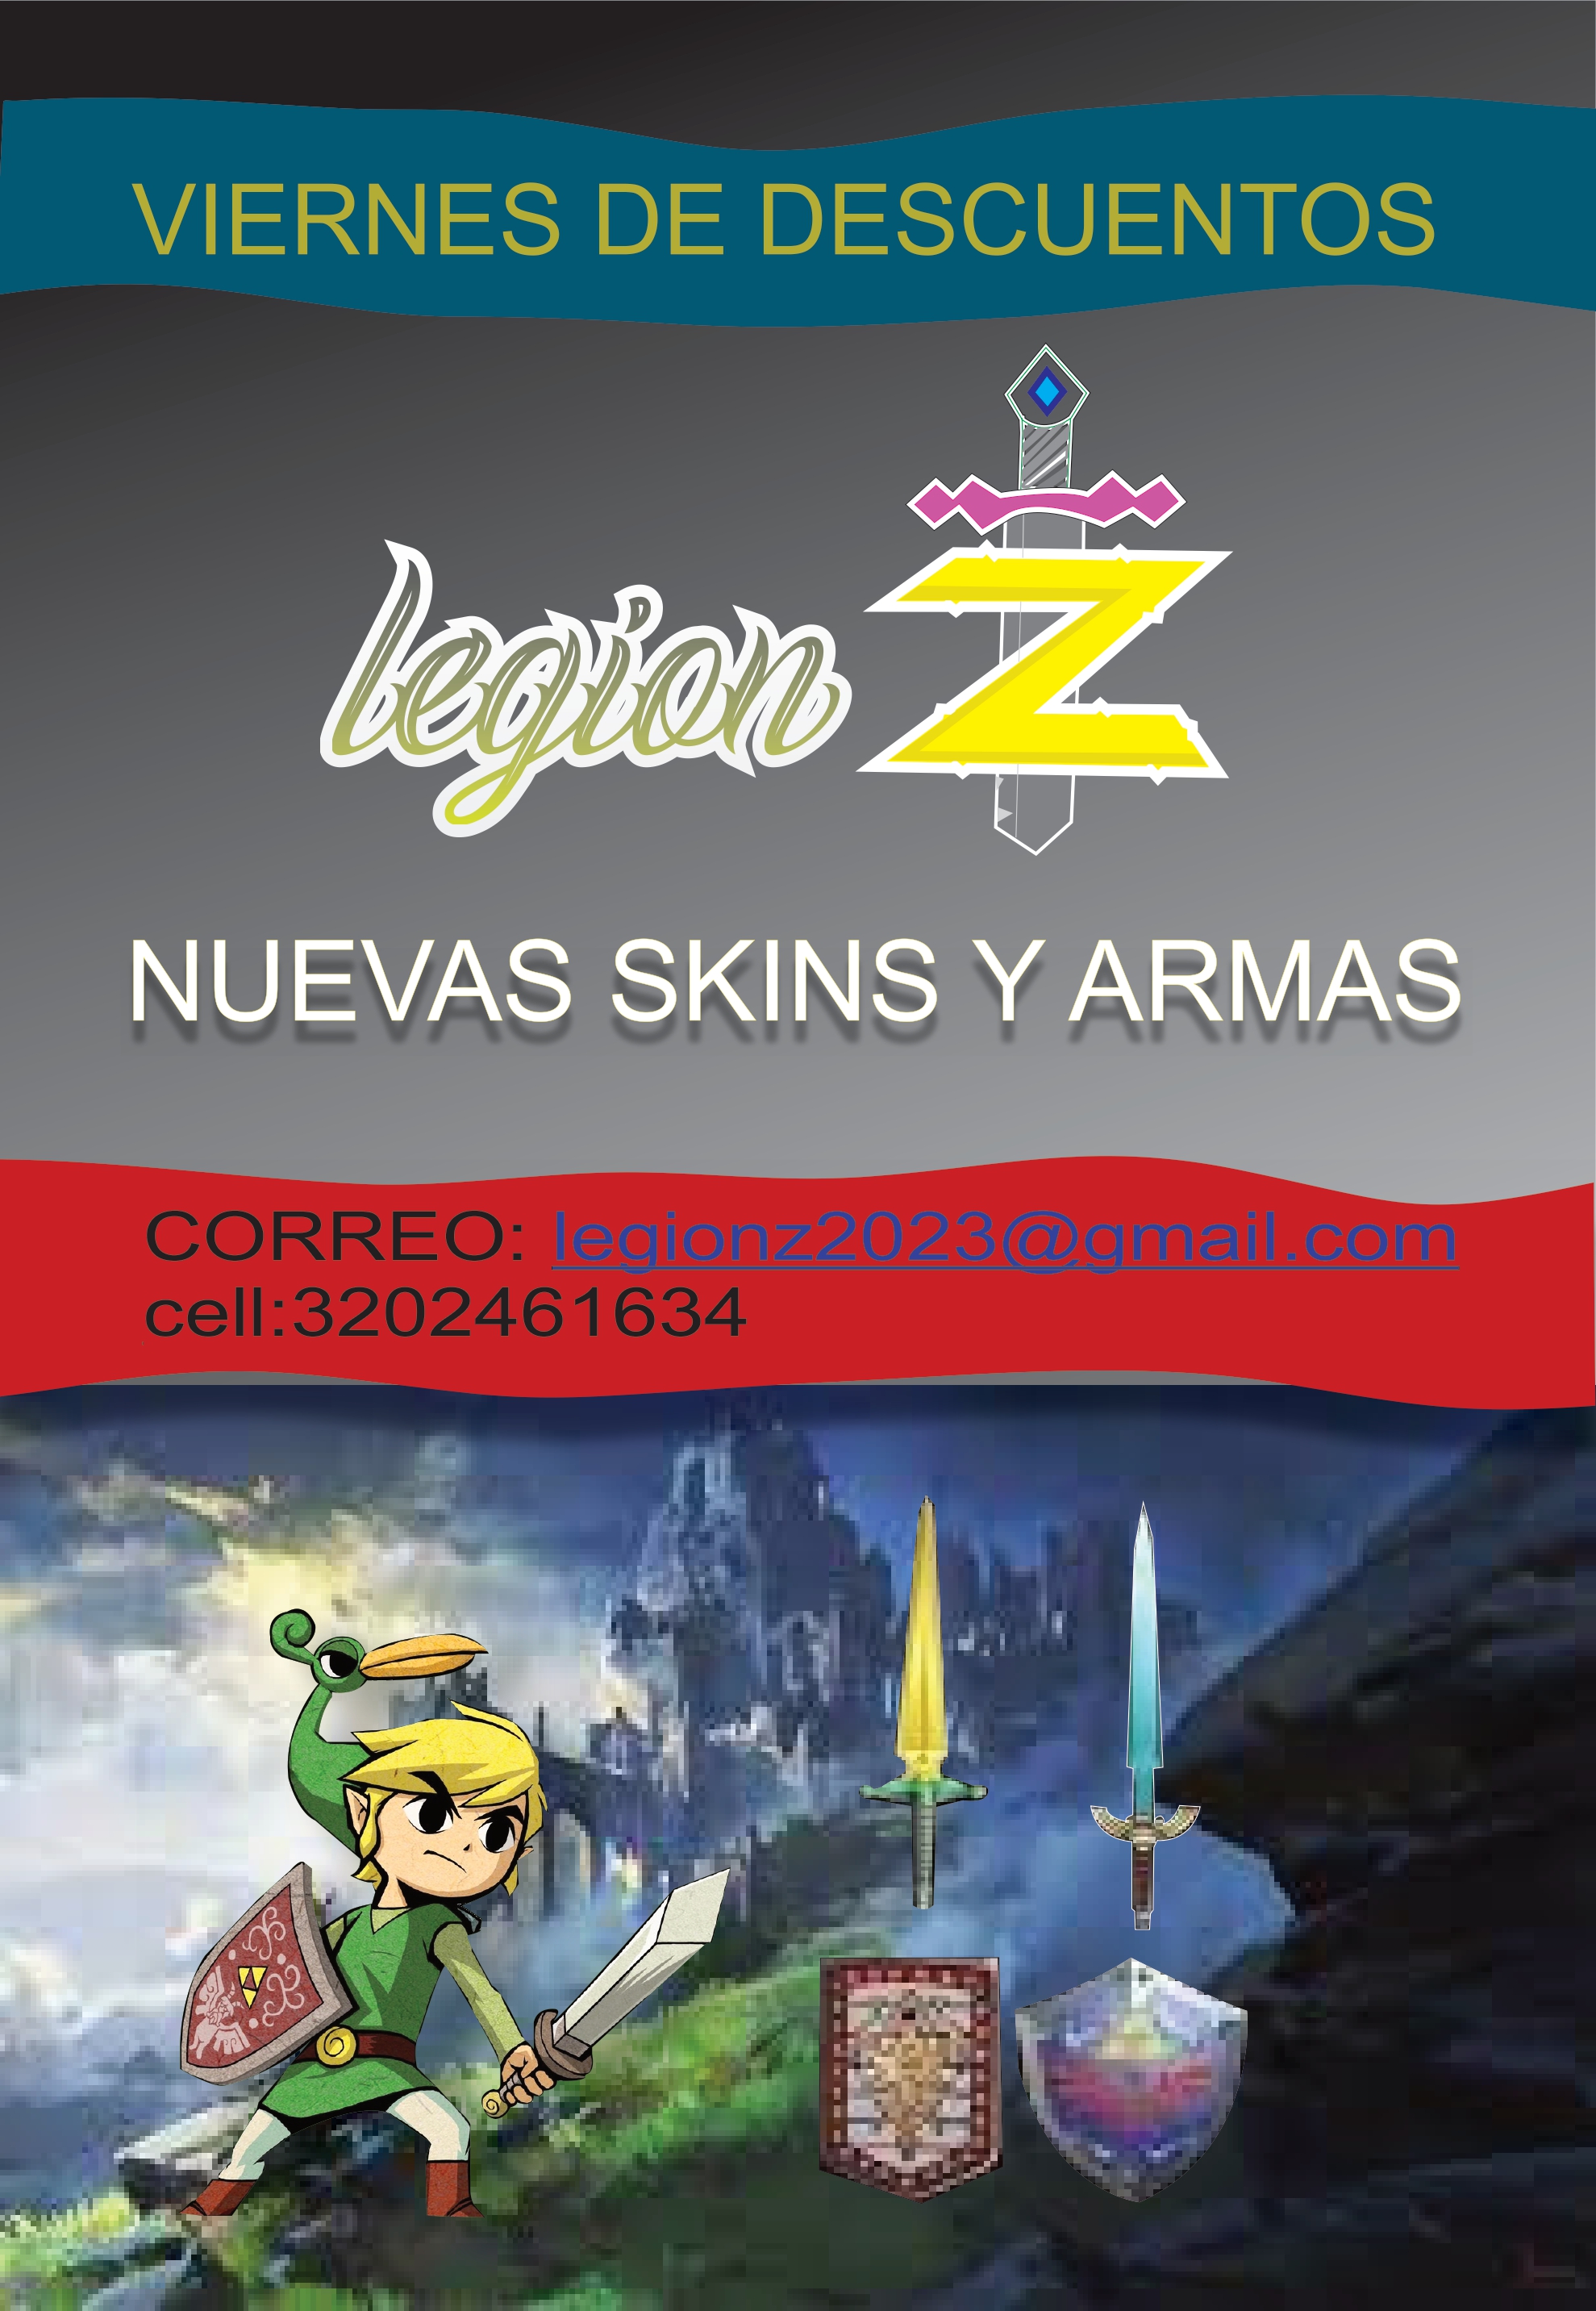 VIERNES DE DESCUENTOS
legion Z
NUEVAS SKINS Y ARMAS
CORREO: legionz2023@gmail.com
cell:3202461634